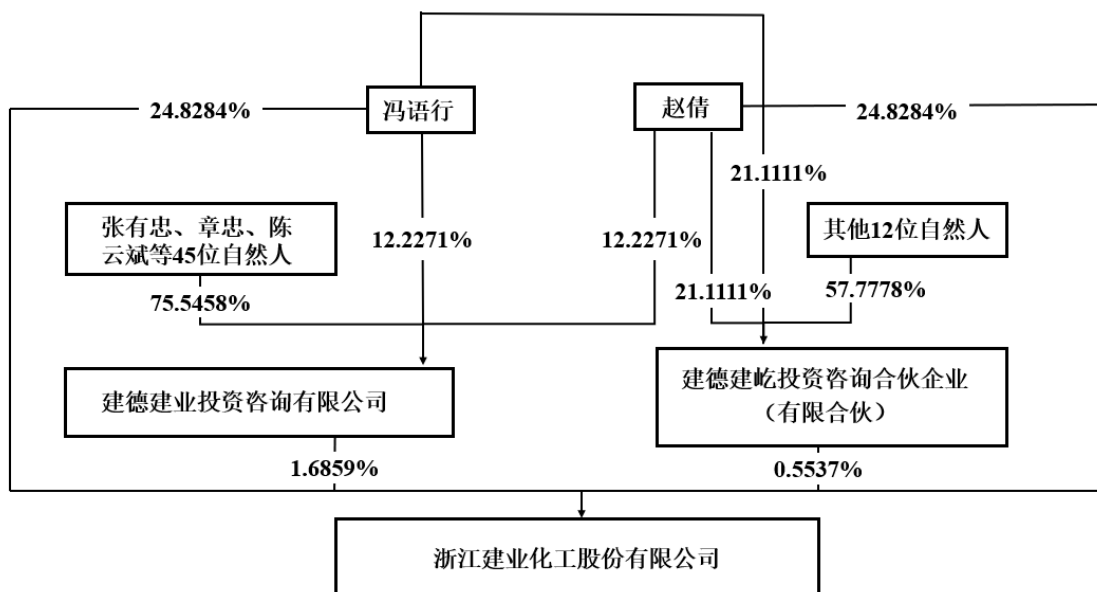 冯语行
赵倩
24.8284%
24.8284%
21.1111%
张有忠、章忠、陈
云斌等45位自然人
其他12位自然人
12.2271%
12.2271%
75.5458%
21.1111%
57.7778%
建德建业投资咨询有限公司
建德建屹投资咨询合伙企业
（有限合伙）
1.6859%
0.5537%
浙江建业化工股份有限公司